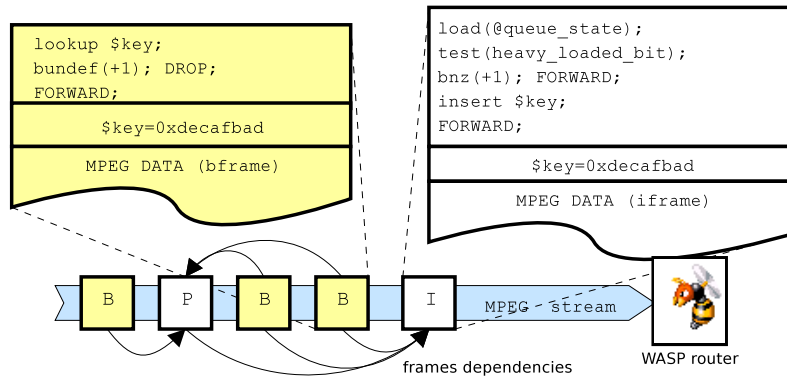 lookup $key;
bundef(+1); DROP;
FORWARD;
$key=0xdecafbad
MPEG DATA (bframe)
load(@queue_state);
test(heavy_loaded_bit);
bnz(+1); FORWARD;
insert $key;
FORWARD;
$key=0xdecafbad
MPEG DATA (iframe)
B
P
B
B
I
MPEG stream
WASP router
frames dependencies